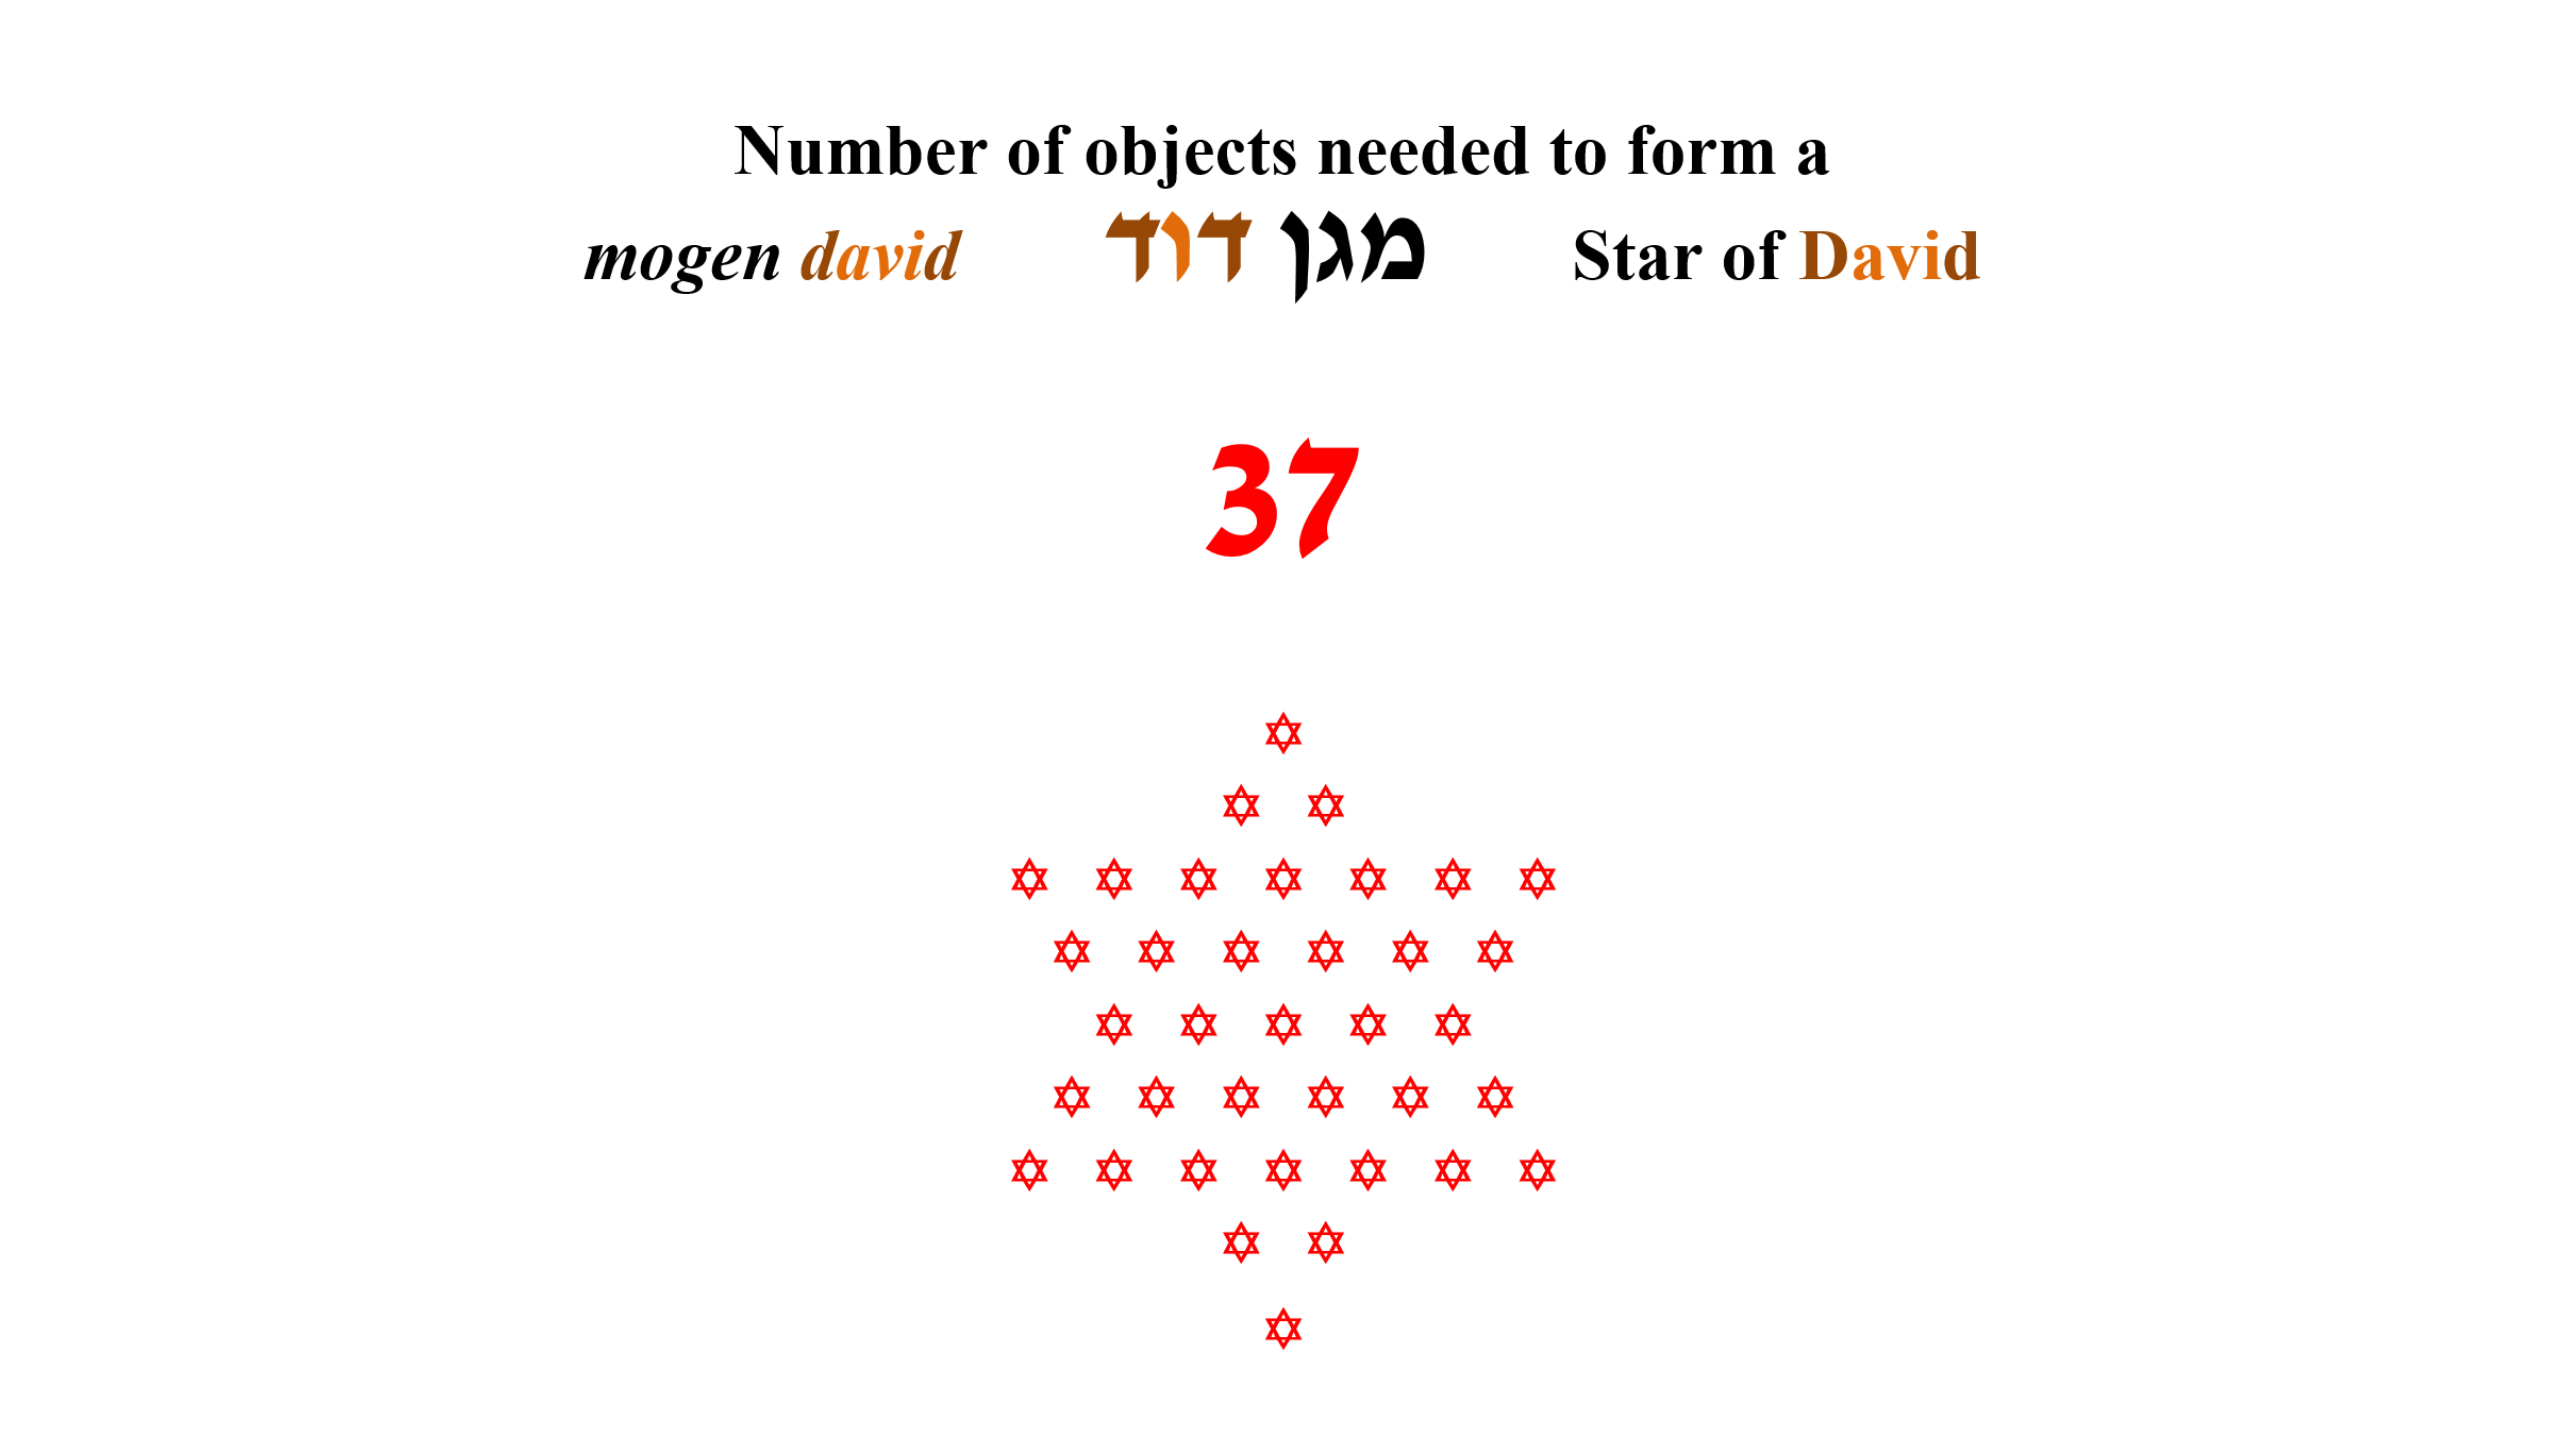 Number of objects needed to form a
mogen david מגן דוד Star of David
37
✡
✡ ✡
✡ ✡ ✡ ✡ ✡ ✡ ✡
✡ ✡ ✡ ✡ ✡ ✡
✡ ✡ ✡ ✡ ✡
✡ ✡ ✡ ✡ ✡ ✡
✡ ✡ ✡ ✡ ✡ ✡ ✡
✡ ✡
✡